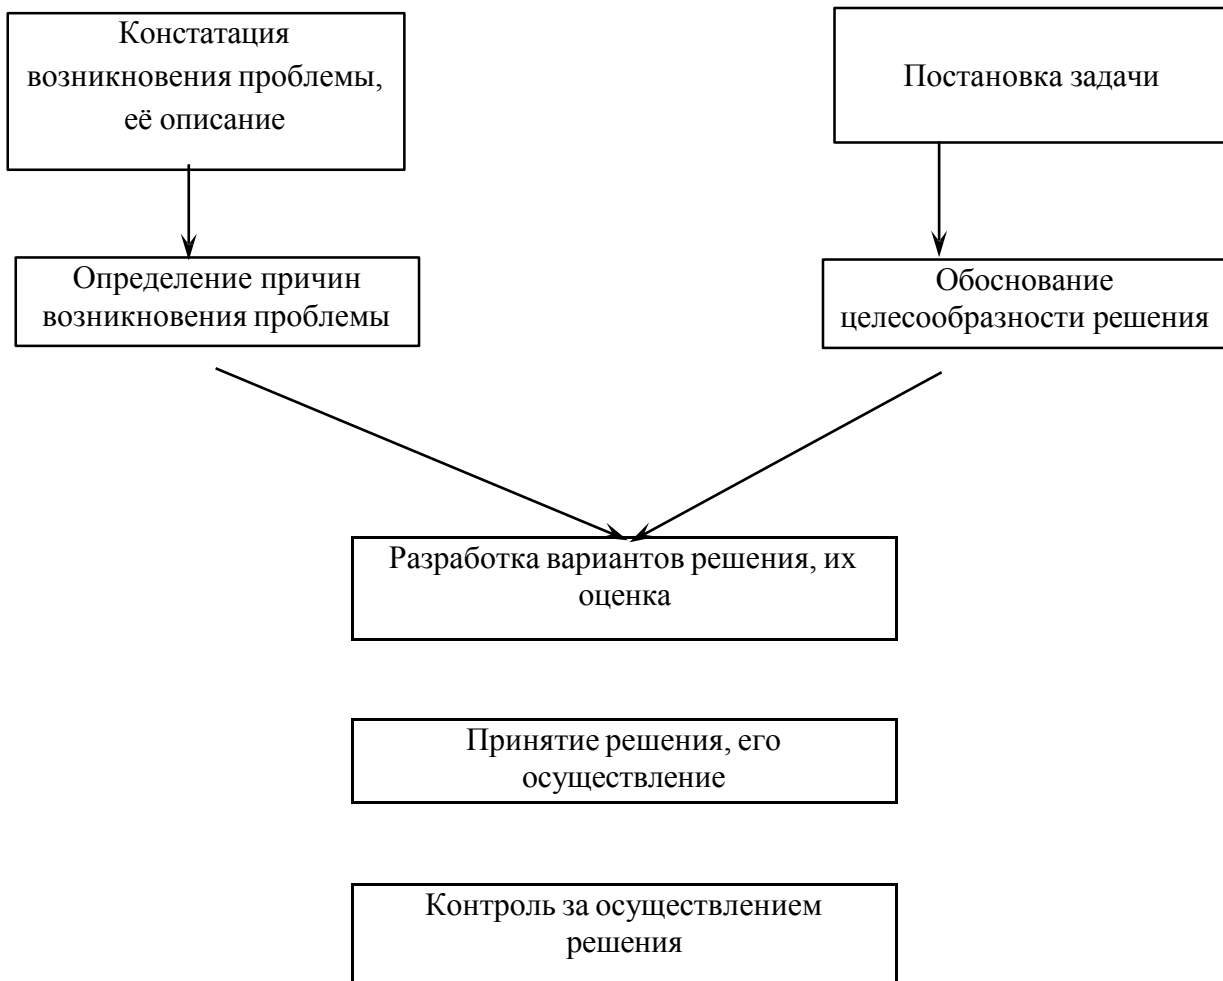 Констатация
возникновения проблемы,
её описание
Постановка задачи
Определение причин
возникновения проблемы
Обоснование
целесообразности решения
Разработка вариантов решения, их
оценка
Принятие решения, его
осуществление
Контроль за осуществлением
решения